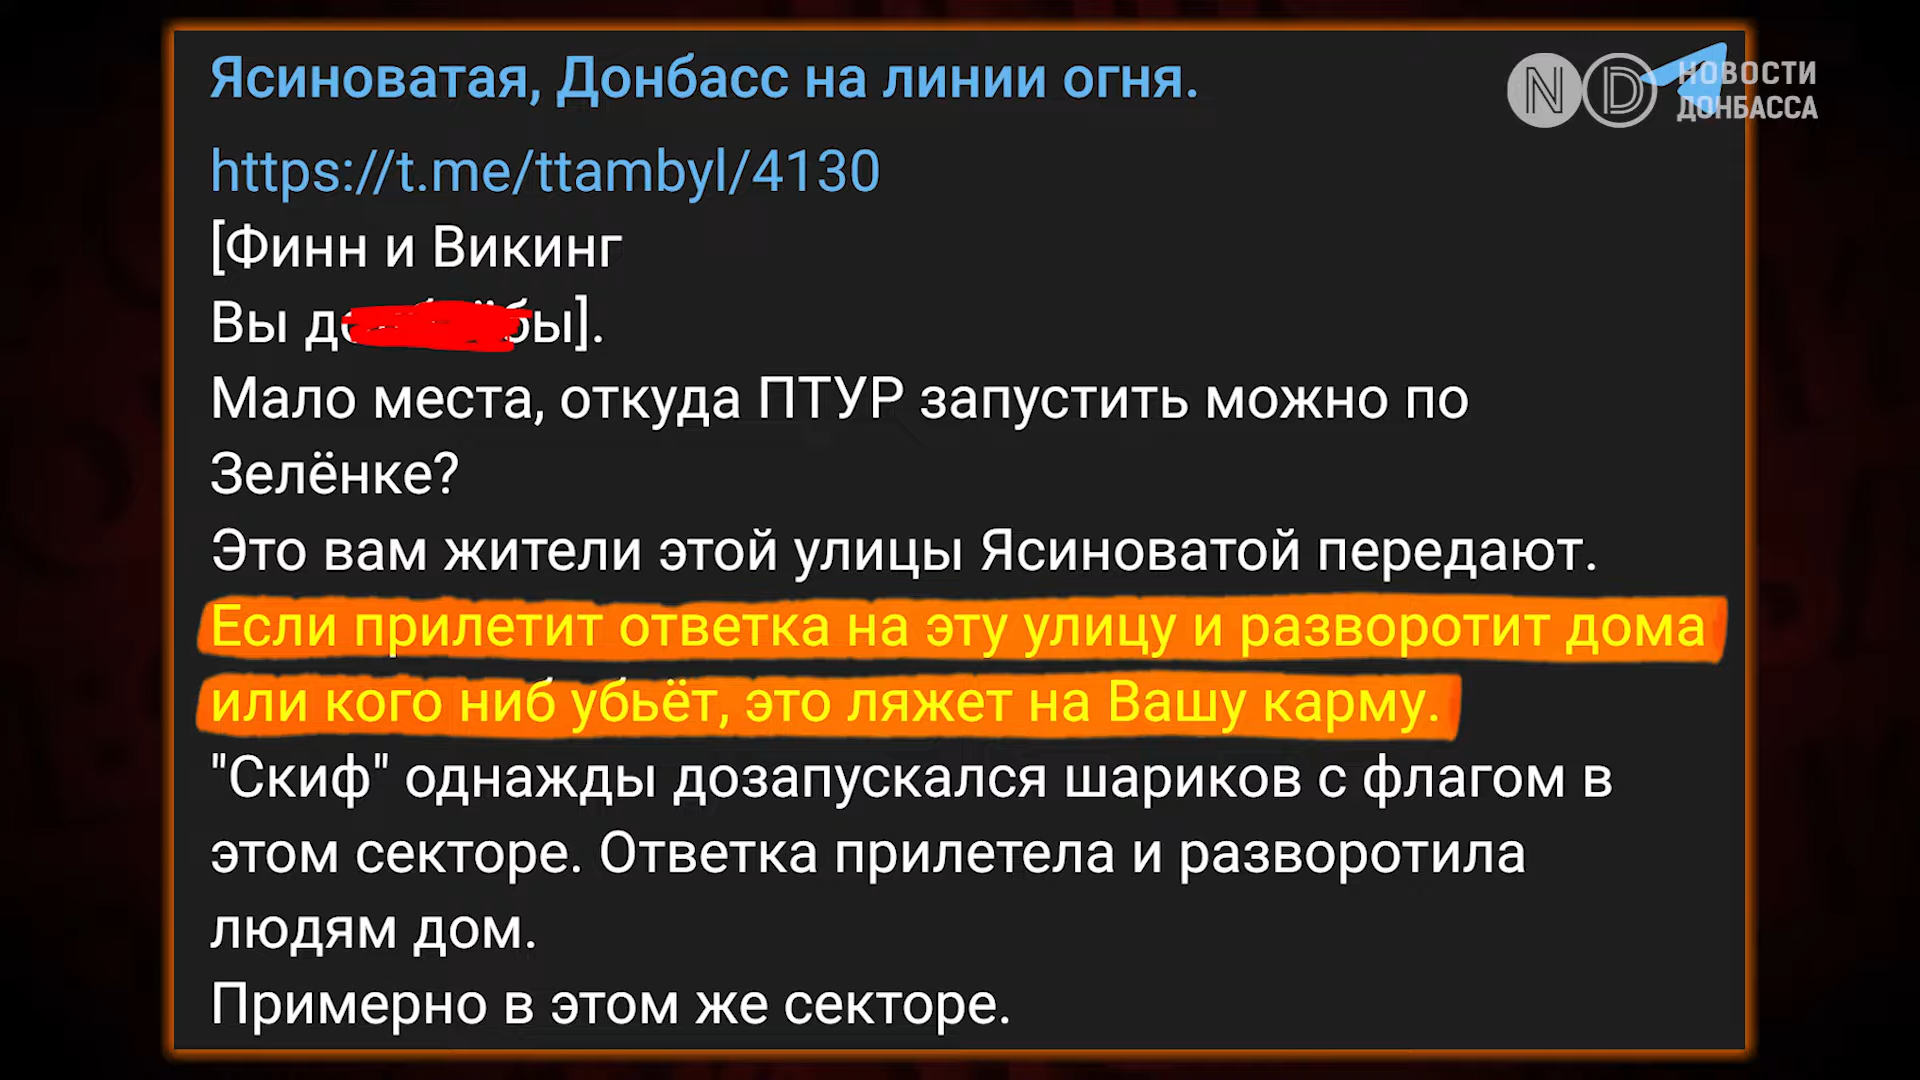 Ясиноватая, Донбасс на линии огня.
ND НОВОСТИ
ДОНБАССА
https://t.me/ttambyl/4130
[Финн и Викинг
Вы бы].
Мало места, откуда ПТУР запустить можно по
Зелёнке?
Это вам жители этой улицы Ясиноватой передают.
Если прилетит ответка на эту улицу и разворотит дома
или кого ниб убьёт, это ляжет на Вашу карму.
"Скиф" однажды дозапускался шариков с флагом в
этом секторе. Ответка прилетела и разворотила
людям дом.
Примерно в этом же секторе.